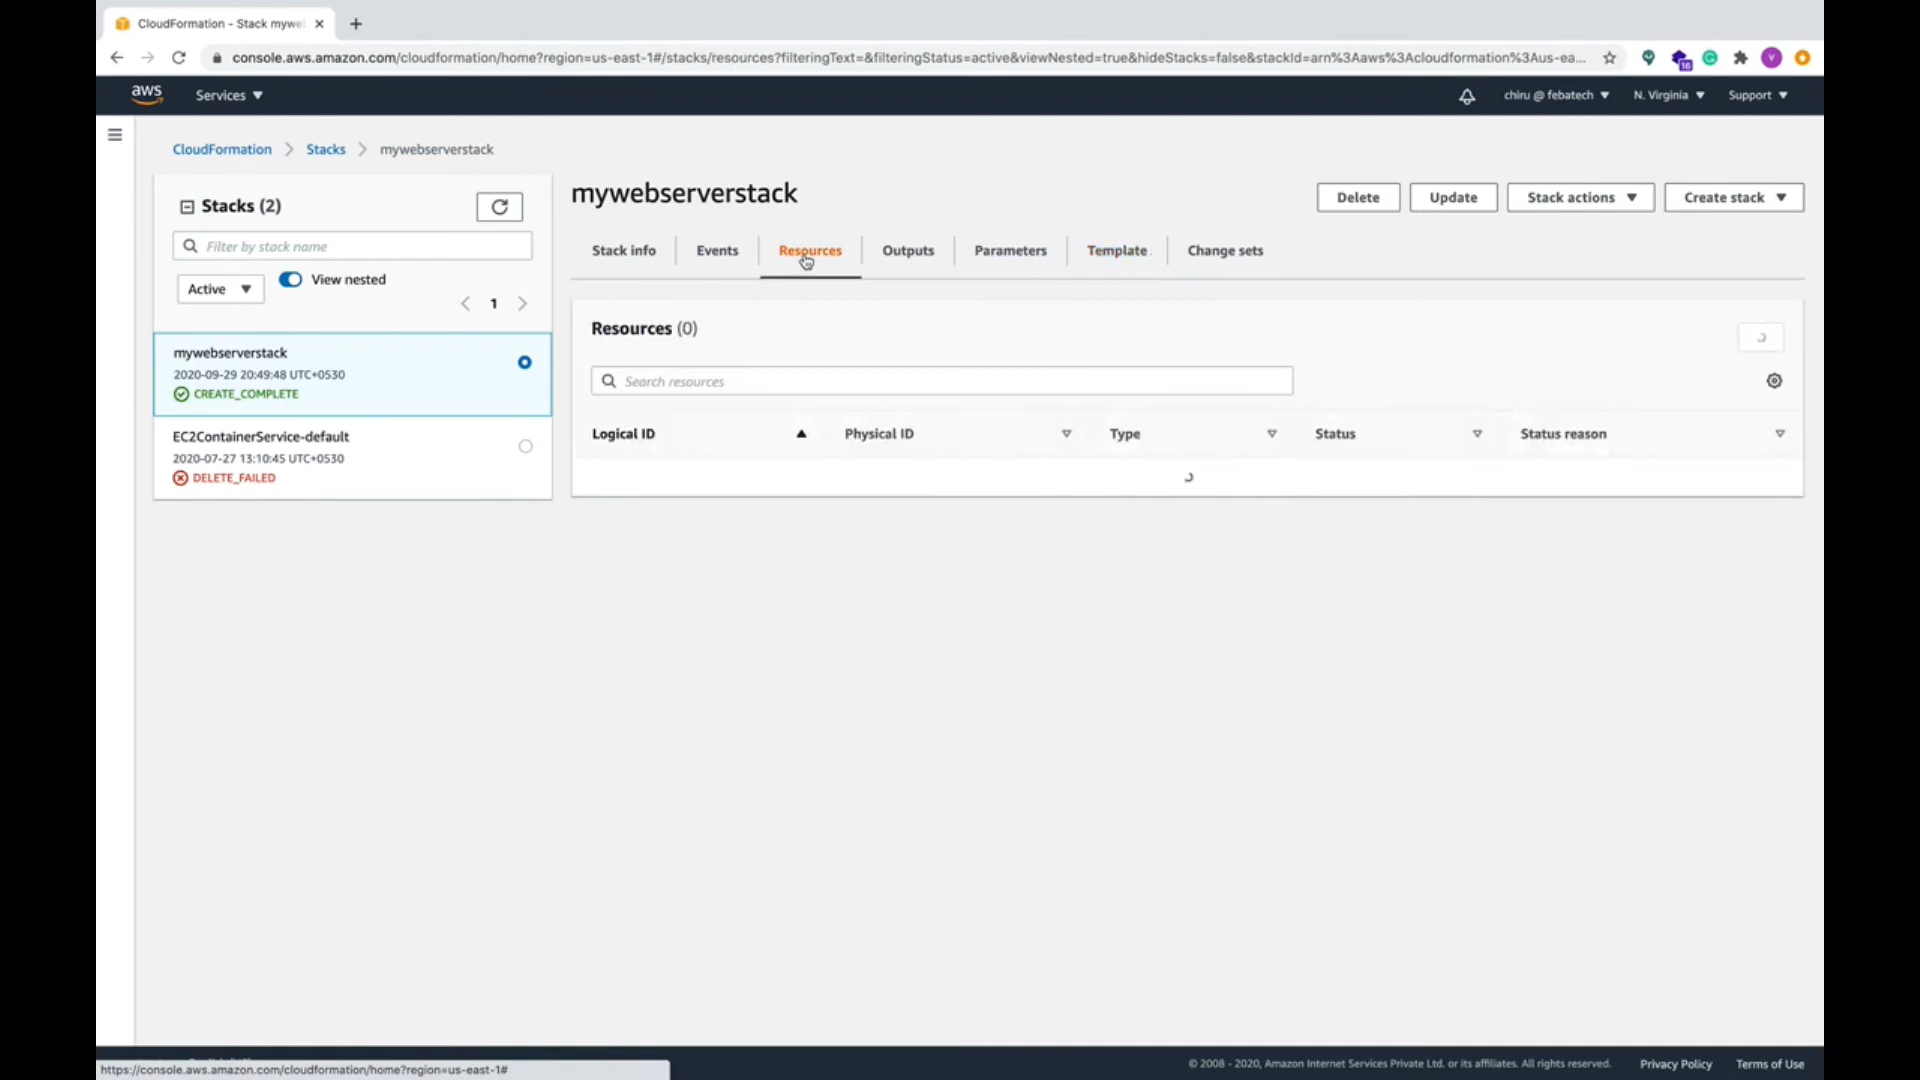 CloudFormation - Stack mywe
console.aws.amazon.com/cloudformation/home?region=us-east-1#/stacks/resources?filteringText=&filteringStatus=active&viewNested=true&hideStacks=false&stackId=arn%3Aaws%3Acloudformation%3Aus-ea...
16
V
aws
Services
chiru @ febatech
N. Virginia
Support
CloudFormation
Stacks
mywebserverstack
Stacks (2)
Filter by stack name
Active
View nested
1
mywebserverstack
2020-09-29 20:49:48 UTC+0530
CREATE_COMPLETE
EC2ContainerService-default
2020-07-27 13:10:45 UTC+0530
DELETE_FAILED
mywebserverstack
Delete
Update
Stack actions
Create stack
Stack info
Events
Resources
Outputs
Parameters
Template
Change sets
Resources (0)
Search resources
Logical ID
Physical ID
Type
Status
Status reason
https://console.aws.amazon.com/cloudformation/home?region=us-east-1#
© 2008 - 2020, Amazon Internet Services Private Ltd. or its affiliates. All rights reserved.
Privacy Policy
Terms of Use